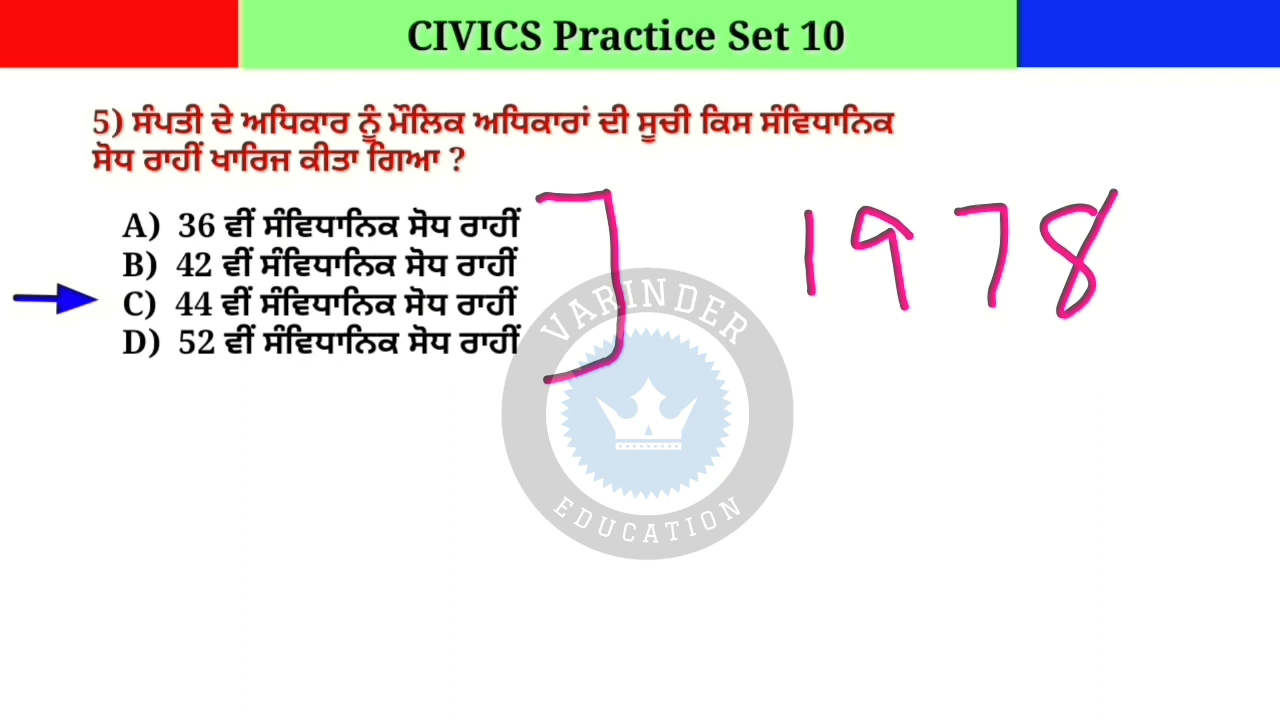 CIVICS Practice Set 10
5) ਸੰਪਤੀ ਦੇ ਅਧਿਕਾਰ ਨੂੰ ਮੌਲਿਕ ਅਧਿਕਾਰਾਂ ਦੀ ਸੂਚੀ ਕਿਸ ਸੰਵਿਧਾਨਿਕ
ਸੋਧ ਰਾਹੀਂ ਖਾਰਿਜ ਕੀਤਾ ਗਿਆ ?
A) 36 ਵੀਂ ਸੰਵਿਧਾਨਿਕ ਸੋਧ ਰਾਹੀਂ
B) 42 ਵੀਂ ਸੰਵਿਧਾਨਿਕ ਸੋਧ ਰਾਹੀਂ
C) 44 ਵੀਂ ਸੰਵਿਧਾਨਿਕ ਸੋਧ ਰਾਹੀਂ
D) 52 ਵੀਂ ਸੰਵਿਧਾਨਿਕ ਸੋਧ ਰਾਹੀਂ
1978
VARINDER
EDUCATION